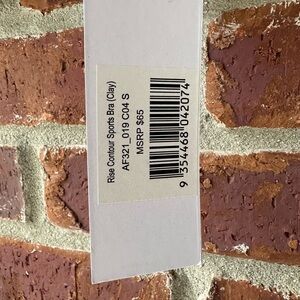 Rise Contour Sports Bra (Clay)
AF321_019 C04 S
MSRP $65
9 354468 042074